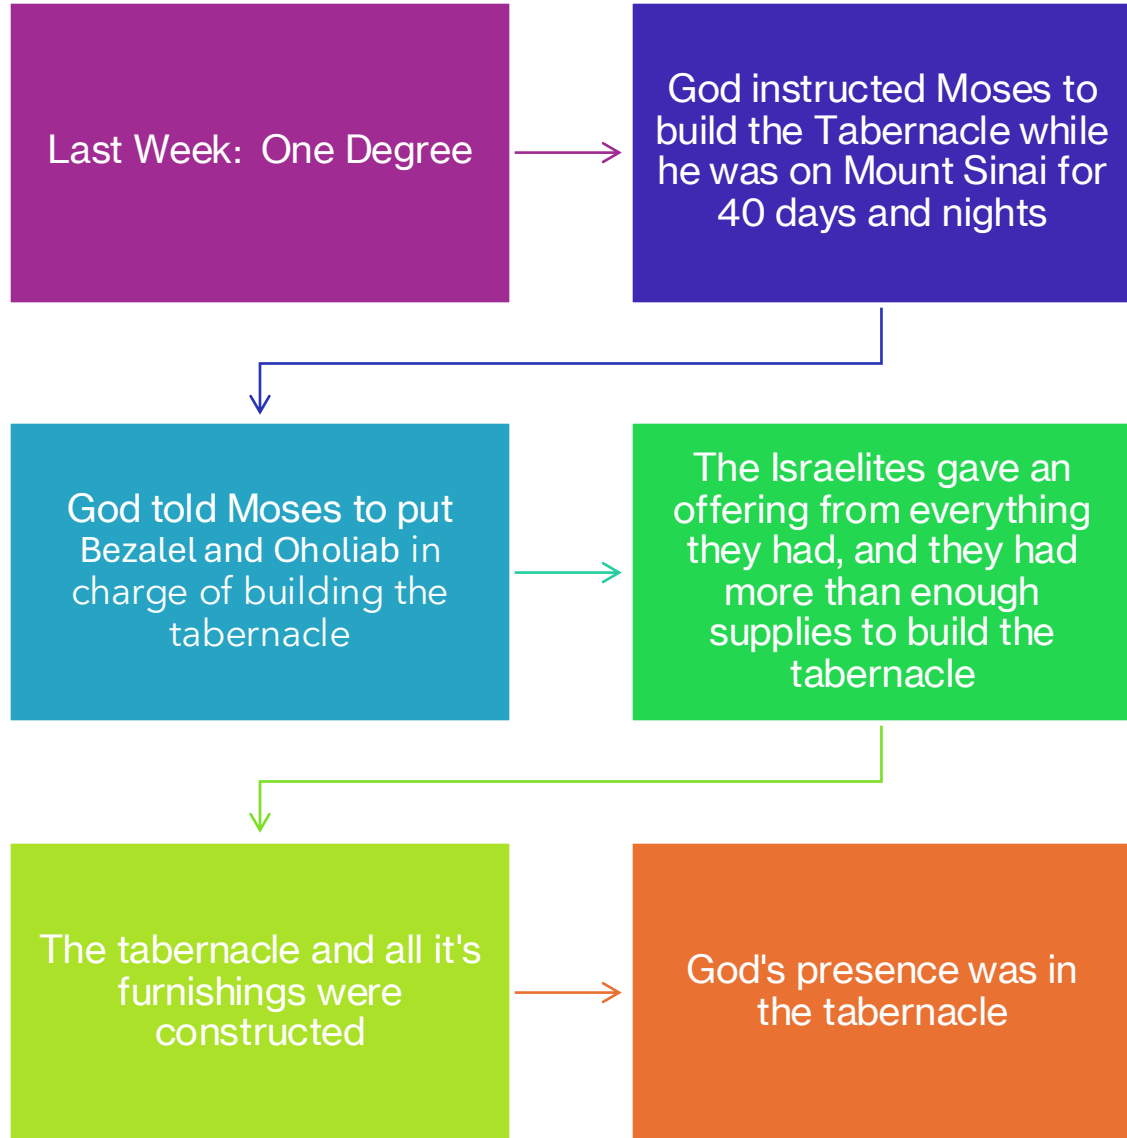 Last Week:  One Degree
God instructed Moses to
build the Tabernacle while
he was on Mount Sinai for
40 days and nights
God told Moses to put
Bezalel and Oholiab in
charge of building the
tabernacle
The Israelites gave an
offering from everything
they had, and they had
more than enough
supplies to build the
tabernacle
The tabernacle and all it's
furnishings were
constructed
God's presence was in
the tabernacle